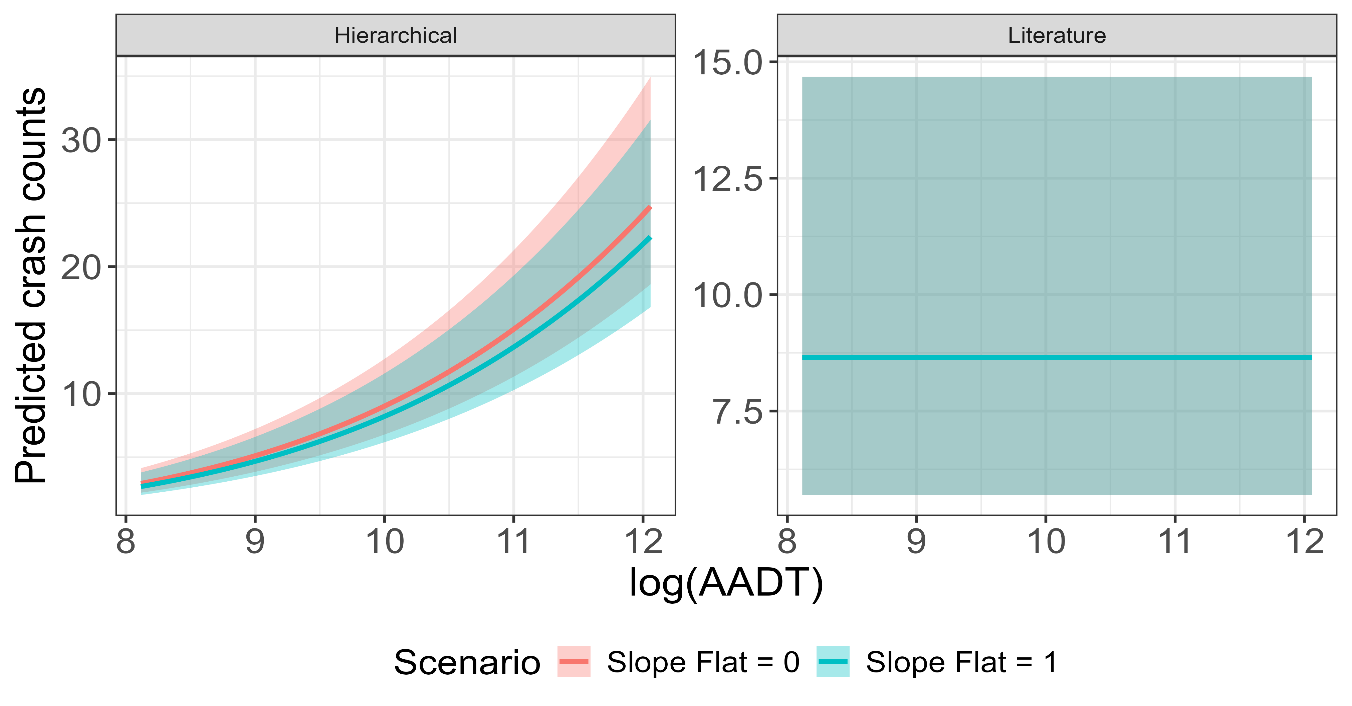 Hierarchical
Literature
Predicted crash counts
30
20
10
15.0
12.5
10.0
7.5
8 9 10 11 12
8 9 10 11 12
log(AADT)
Scenario Slope Flat = 0 Slope Flat = 1